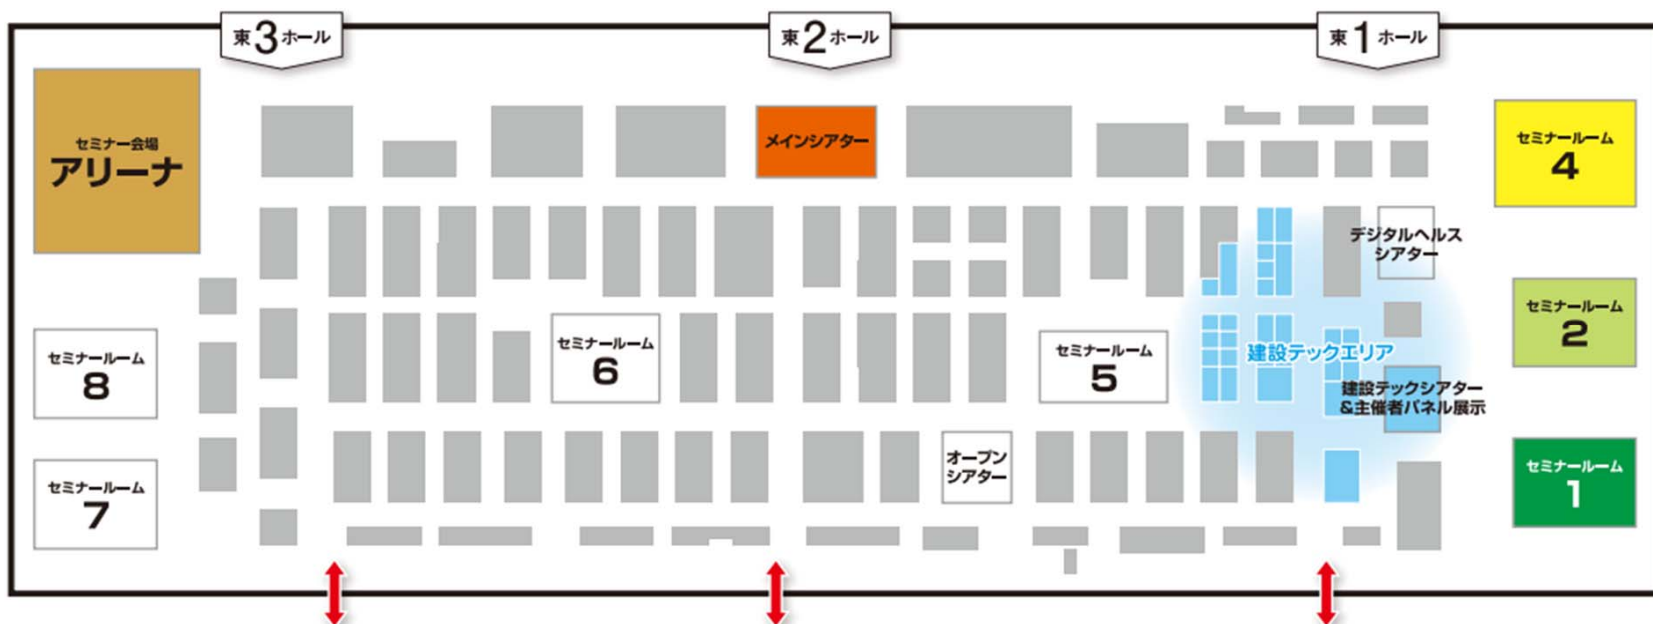 東3ホール
東2ホール
東1ホール
セミナー会場
アリーナ
メインシアター
セミナールーム
4
デジタルヘルス
シアター
セミナールーム
2
セミナールーム
8
セミナールーム
6
セミナールーム
5
建設テックエリア
建設テックシアター
&主催者パネル展示
セミナールーム
7
オープン
シアター
セミナールーム
1